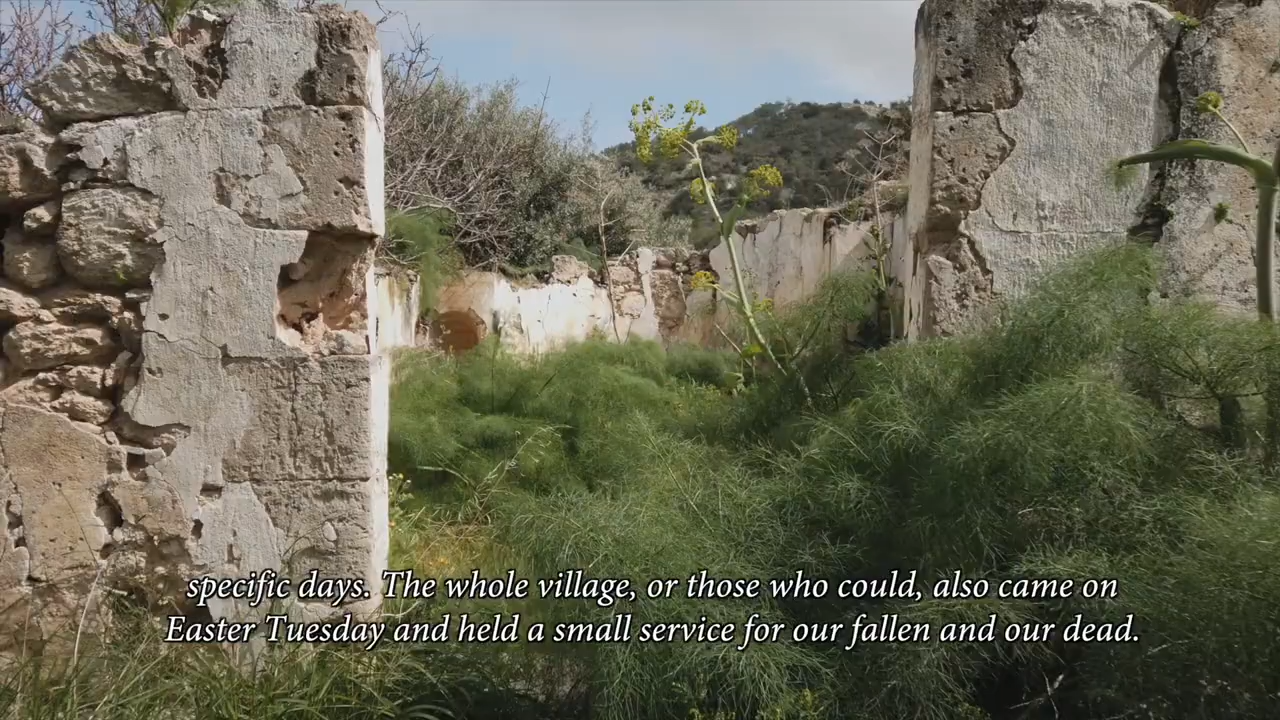 specific days. The whole village, or those who could, also came on
Easter Tuesday and held a small service for our fallen and our dead.